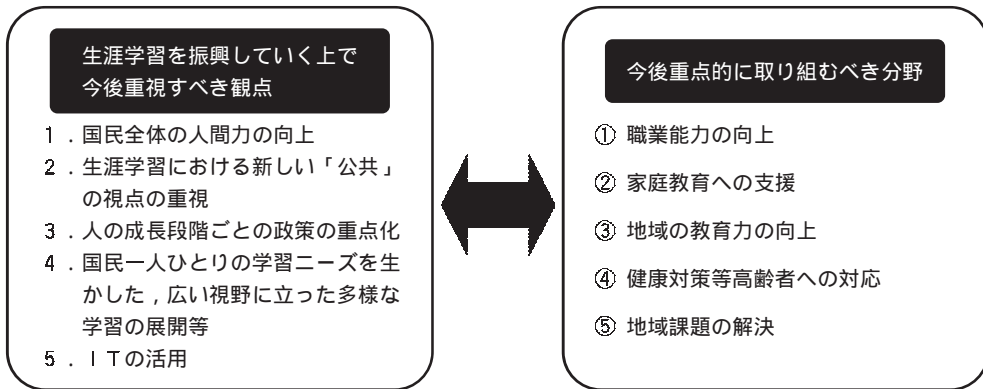 生涯学習を振興していく上で
今後重視すべき観点
1．国民全体の人間力の向上
2．生涯学習における新しい「公共」
の視点の重視
3．人の成長段階ごとの政策の重点化
4．国民一人ひとりの学習ニーズを生
かした，広い視野に立った多様な
学習の展開等
5．ＩＴの活用
今後重点的に取り組むべき分野
① 職業能力の向上
② 家庭教育への支援
③ 地域の教育力の向上
④ 健康対策等高齢者への対応
⑤ 地域課題の解決